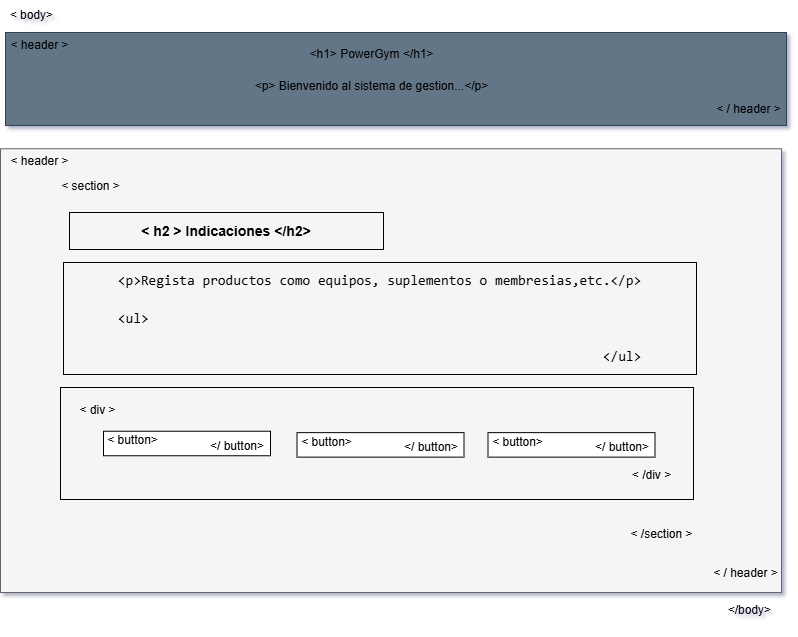 < body>
< header >
<h1> PowerGym </h1>
<p> Bienvenido al sistema de gestion...</p>
< / header >
< header >
< section >
< h2 > Indicaciones </h2>
<p>Regista productos como equipos, suplementos o membresias,etc.</p>
<ul>
</ul>
< div >
< button> </ button> < button> </ button> < button> </ button>
< /div >
< /section >
< / header >
</body>